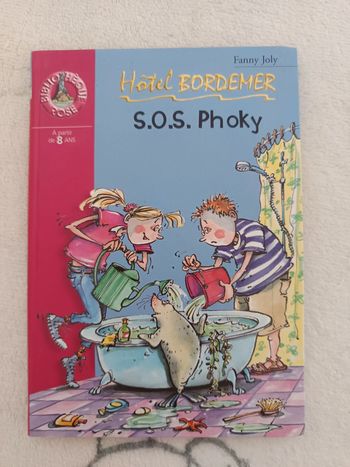 BIBLIOTHÈQUE
ROSE
À partir
de 8 ANS
Fanny Joly
Hôtel BORDEMER
S.O.S. Phoky